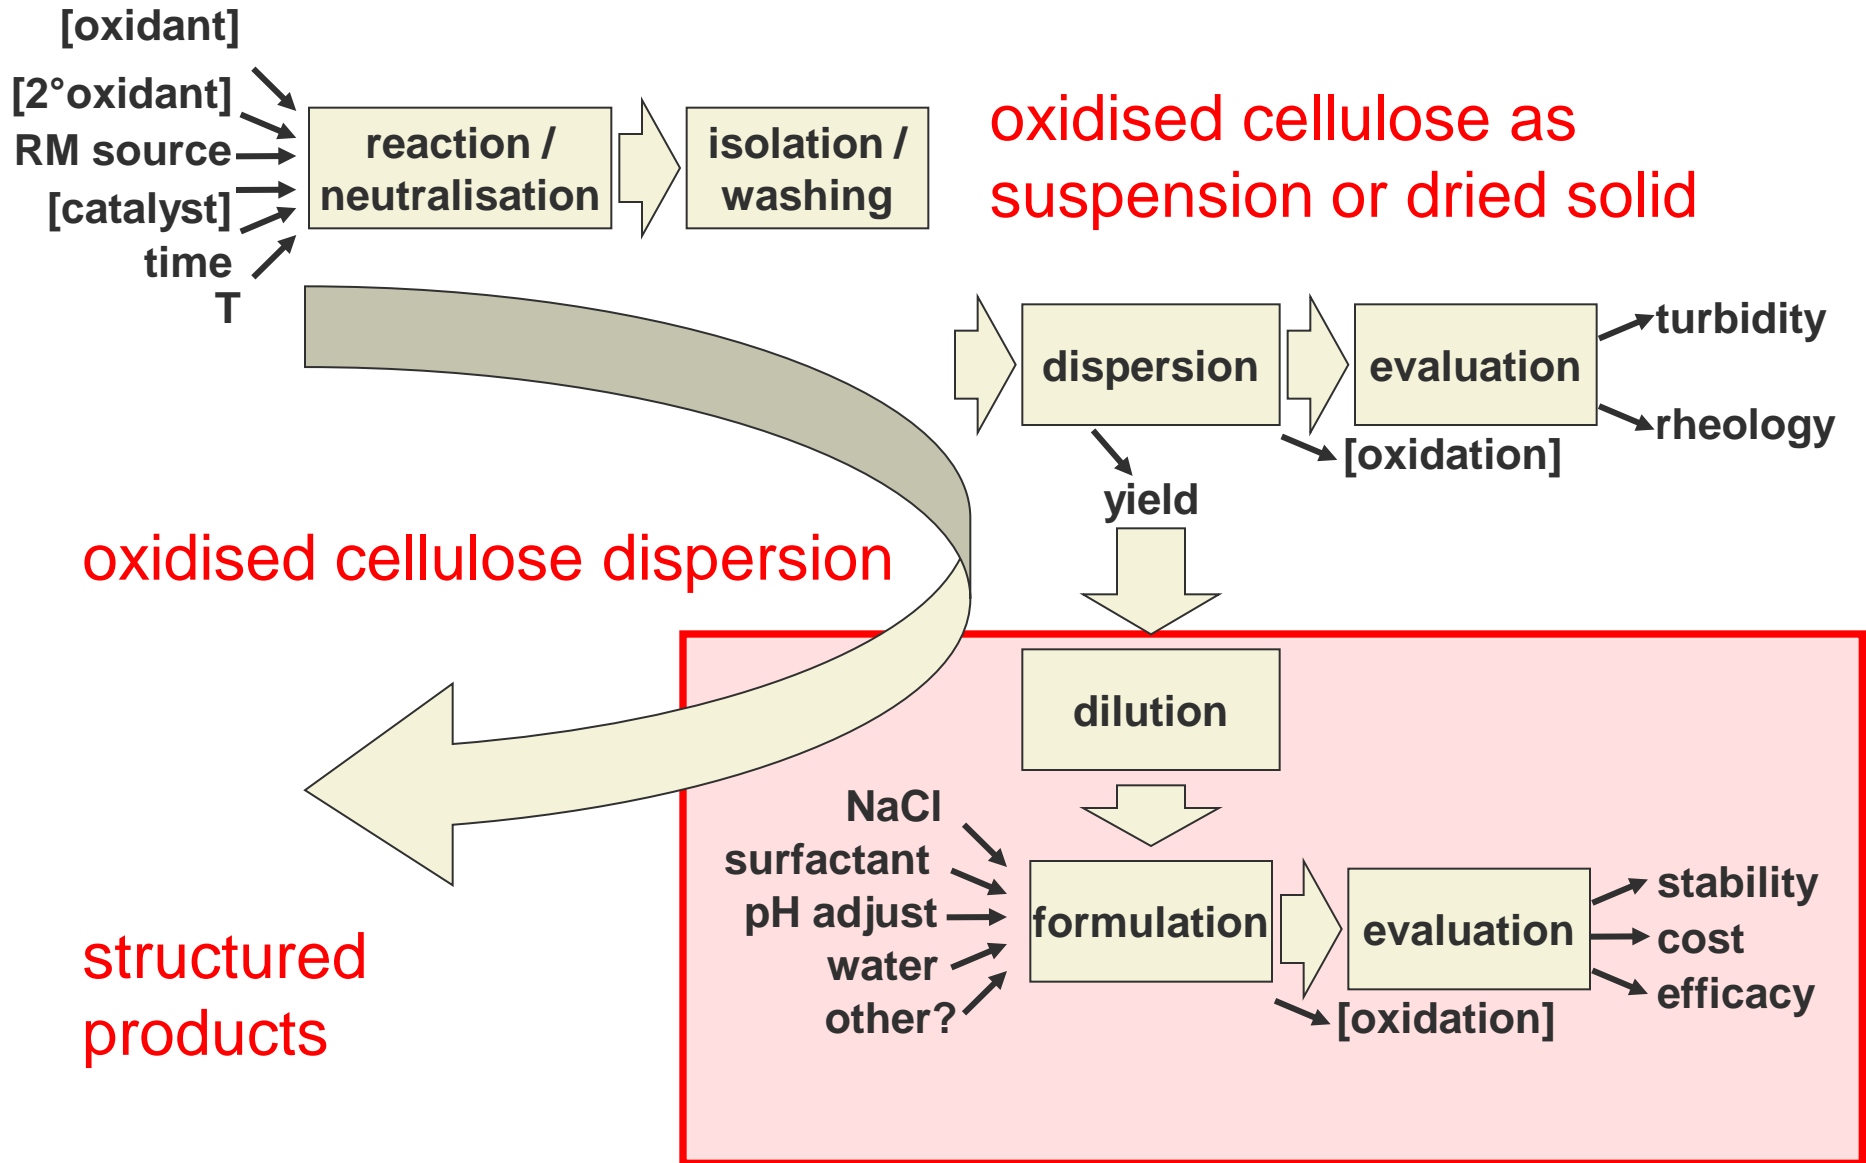 [oxidant]
[2°oxidant]
RM source
[catalyst]
time
T
reaction /
neutralisation
isolation /
washing
oxidised cellulose as
suspension or dried solid
dispersion
evaluation
turbidity
rheology
[oxidation]
yield
oxidised cellulose dispersion
dilution
NaCl
surfactant
pH adjust
water
other?
formulation
evaluation
stability
cost
efficacy
[oxidation]
structured
products